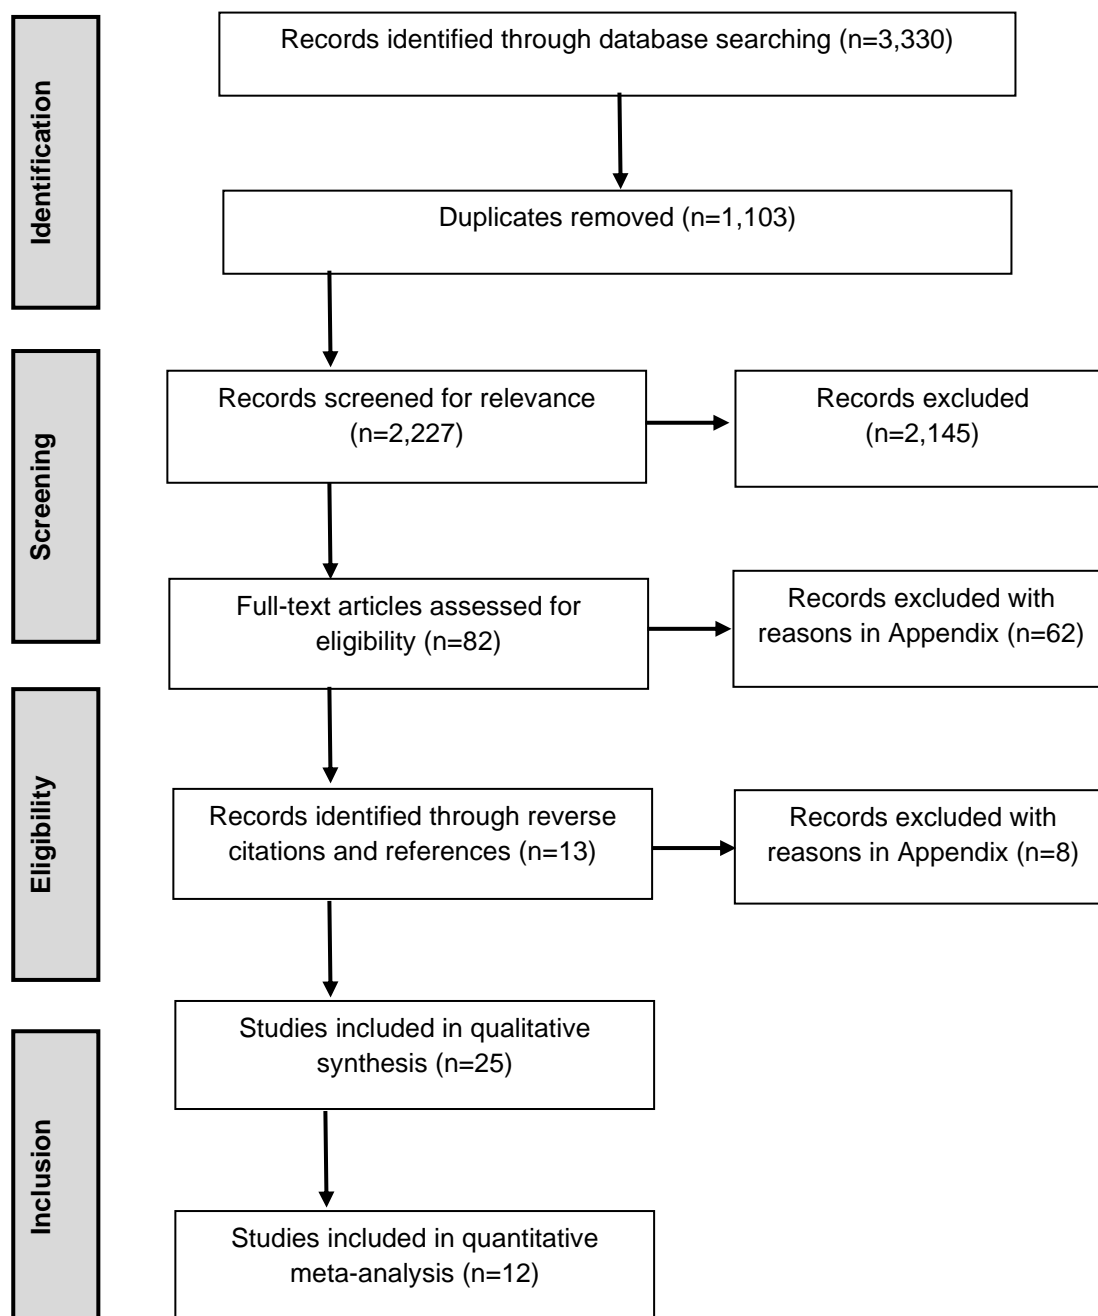 Identification
Records identified through database searching (n=3,330)
Duplicates removed (n=1,103)
Screening
Records screened for relevance
(n=2,227)
Records excluded
(n=2,145)
Full-text articles assessed for
eligibility (n=82)
Records excluded with
reasons in Appendix (n=62)
Eligibility
Records identified through reverse
citations and references (n=13)
Records excluded with
reasons in Appendix (n=8)
Inclusion
Studies included in qualitative
synthesis (n=25)
Studies included in quantitative
meta-analysis (n=12)